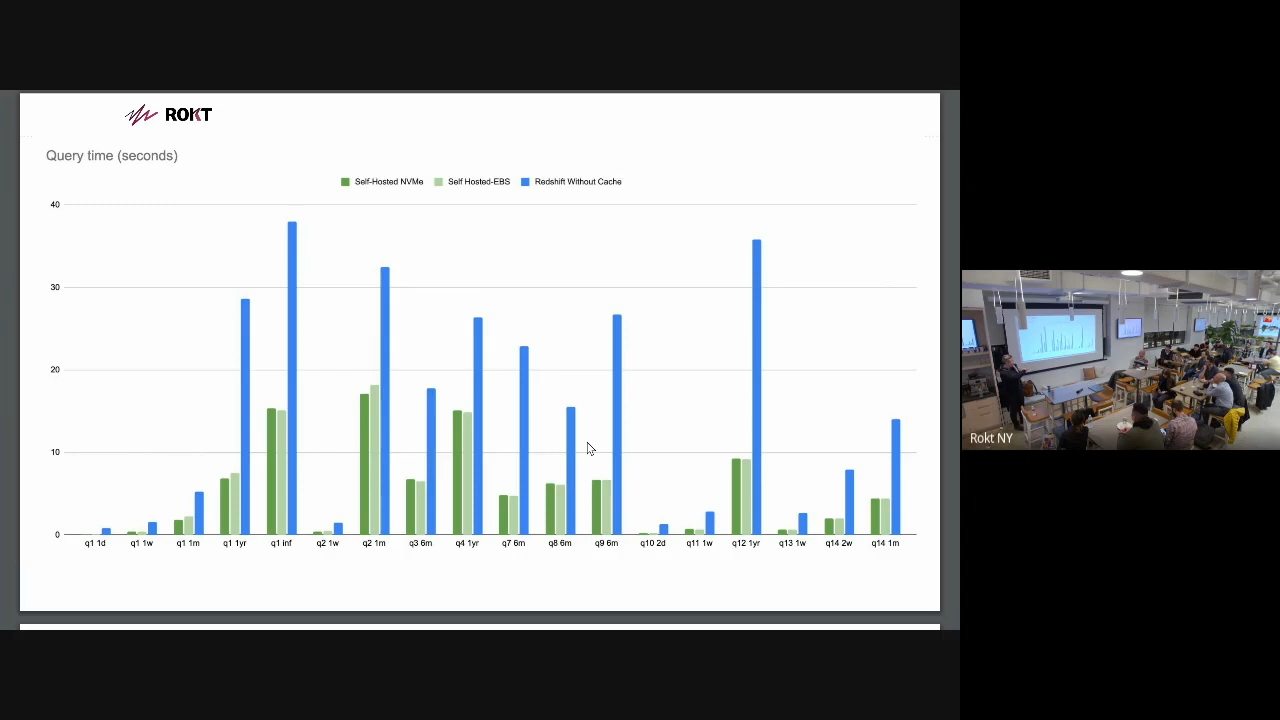 ROKT
Query time (seconds)
Self-Hosted NVMe Self Hosted-EBS Redshift Without Cache
40
30
20
10
0
q1 1d q1 1w q1 1m q1 1yr q1 inf q2 1w q2 1m q3 6m q4 1yr q7 6m q8 6m q9 6m q10 2d q11 1w q12 1yr q13 1w q14 2w q14 1m
Rokt NY